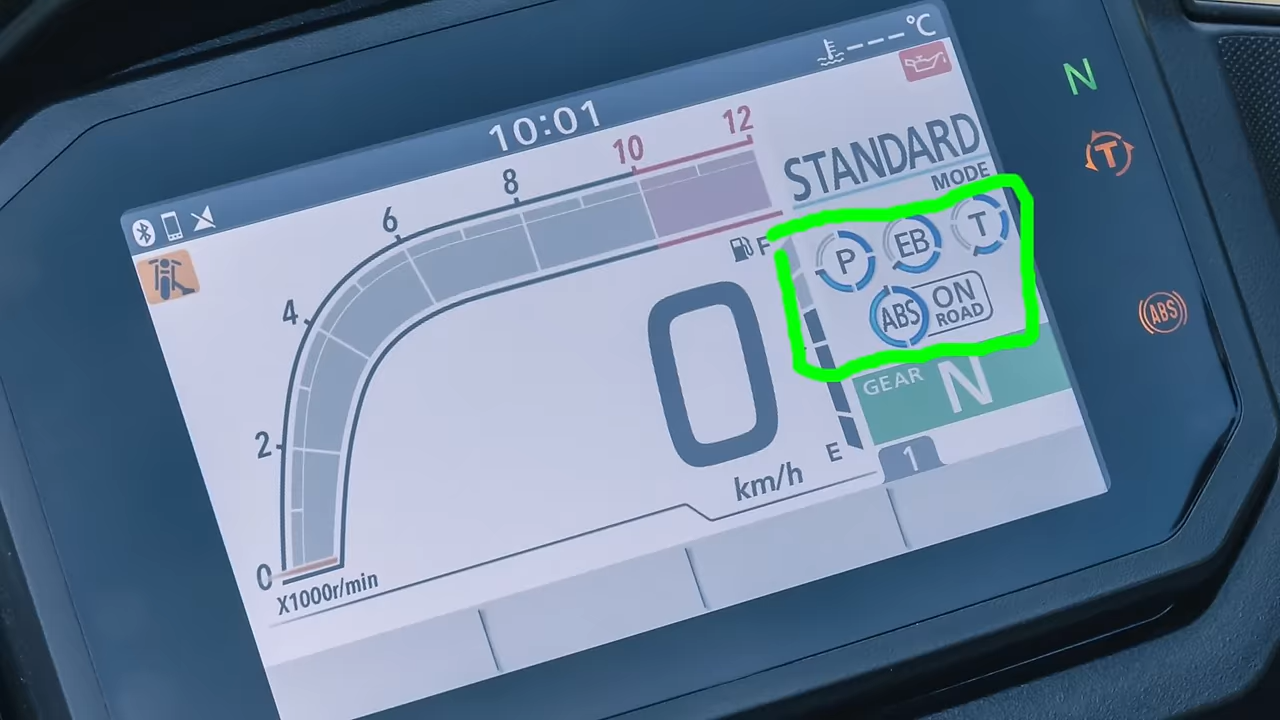 10:01
---°C
STANDARD
MODE
P EB T
ABS ON ROAD
GEAR N
1
F
E
0
km/h
0 2 4 6 8 10 12
X1000r/min
N
T
ABS